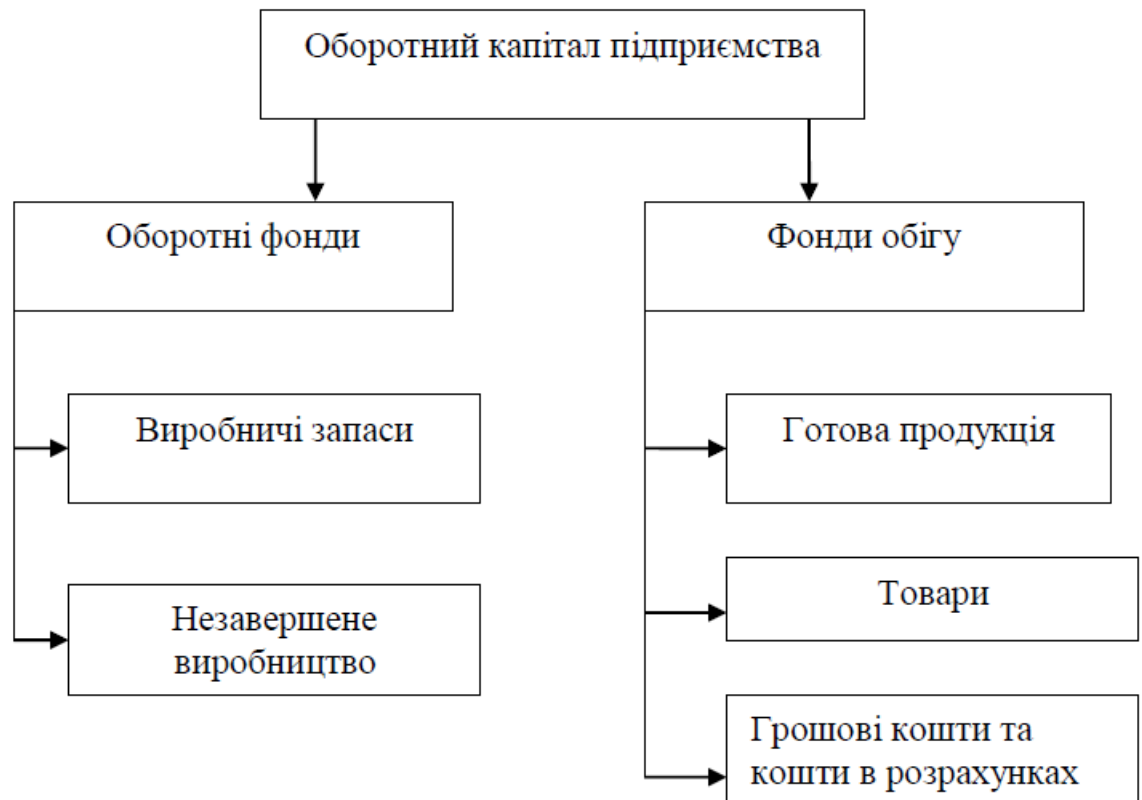 Оборотний капітал підприємства
Оборотні фонди
Фонди обігу
Виробничі запаси
Готова продукція
Незавершене
виробництво
Товари
Грошові кошти та
кошти в розрахунках